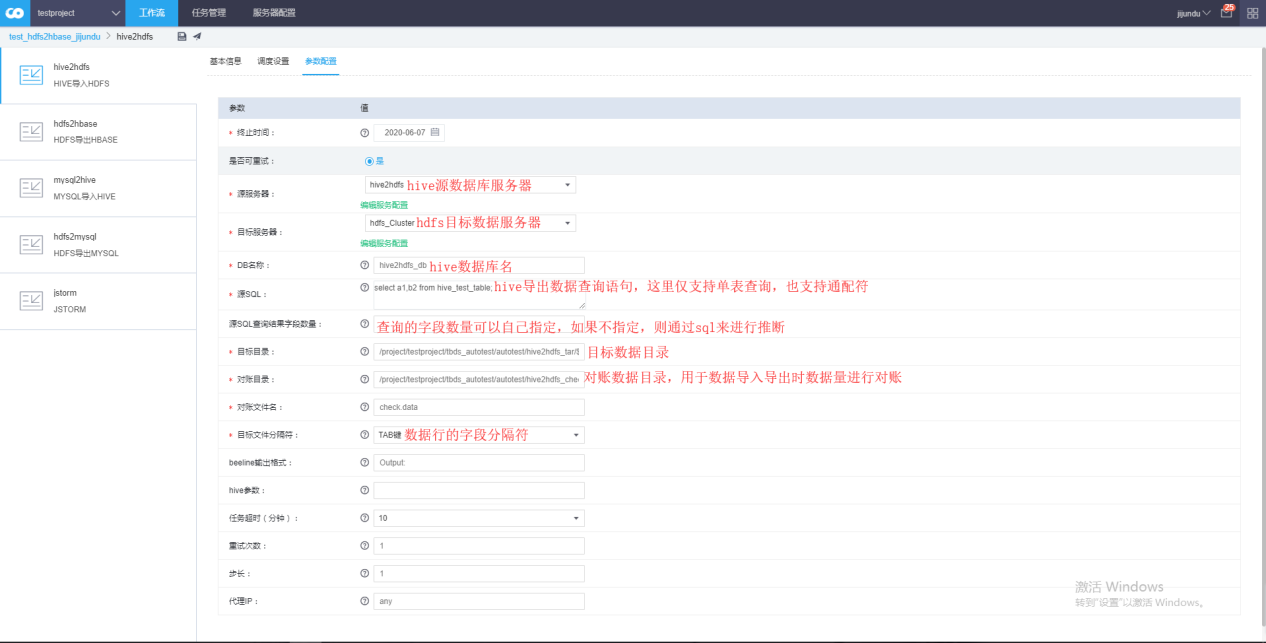 testproject 工作流 任务管理 服务器配置 jijundu 25
test_hdfs2hbase_jijundu > hive2hdfs
hive2hdfs
HIVE导入HDFS
hdfs2hbase
HDFS导出HBASE
mysql2hive
MYSQL导入HIVE
hdfs2mysql
HDFS导出MYSQL
jstorm
JSTORM
基本信息 调度设置 参数配置
参数 值
* 终止时间： 2020-06-07
是否可重试： 是
* 源服务器： hive2hdfs hive源数据库服务器
编辑服务配置
* 目标服务器： hdfs_Cluster hdfs目标数据服务器
编辑服务配置
* DB名称： hive2hdfs_db hive数据库名
* 源SQL： select a1,b2 from hive_test_table; hive导出数据查询语句，这里仅支持单表查询，也支持通配符
源SQL查询结果字段数量： 查询的字段数量可以自己指定，如果不指定，则通过sql来进行推断
* 目标目录： /project/testproject/tbds_autotest/autotest/hive2hdfs_tar/t 目标数据目录
* 对账目录： /project/testproject/tbds_autotest/autotest/hive2hdfs_che 对账数据目录，用于数据导入导出时数据量进行对账
* 对账文件名： check.data
* 目标文件分隔符： TAB键 数据行的字段分隔符
beeline输出格式： Output:
hive参数：
任务超时（分钟）： 10
重试次数： 1
步长： 1
代理IP： any
激活 Windows
转到"设置"以激活 Windows。